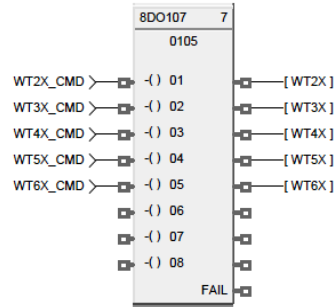 8DO107 7
0105
WT2X_CMD -( ) 01 [ WT2X ]
WT3X_CMD -( ) 02 [ WT3X ]
WT4X_CMD -( ) 03 [ WT4X ]
WT5X_CMD -( ) 04 [ WT5X ]
WT6X_CMD -( ) 05 [ WT6X ]
-( ) 06
-( ) 07
-( ) 08
FAIL